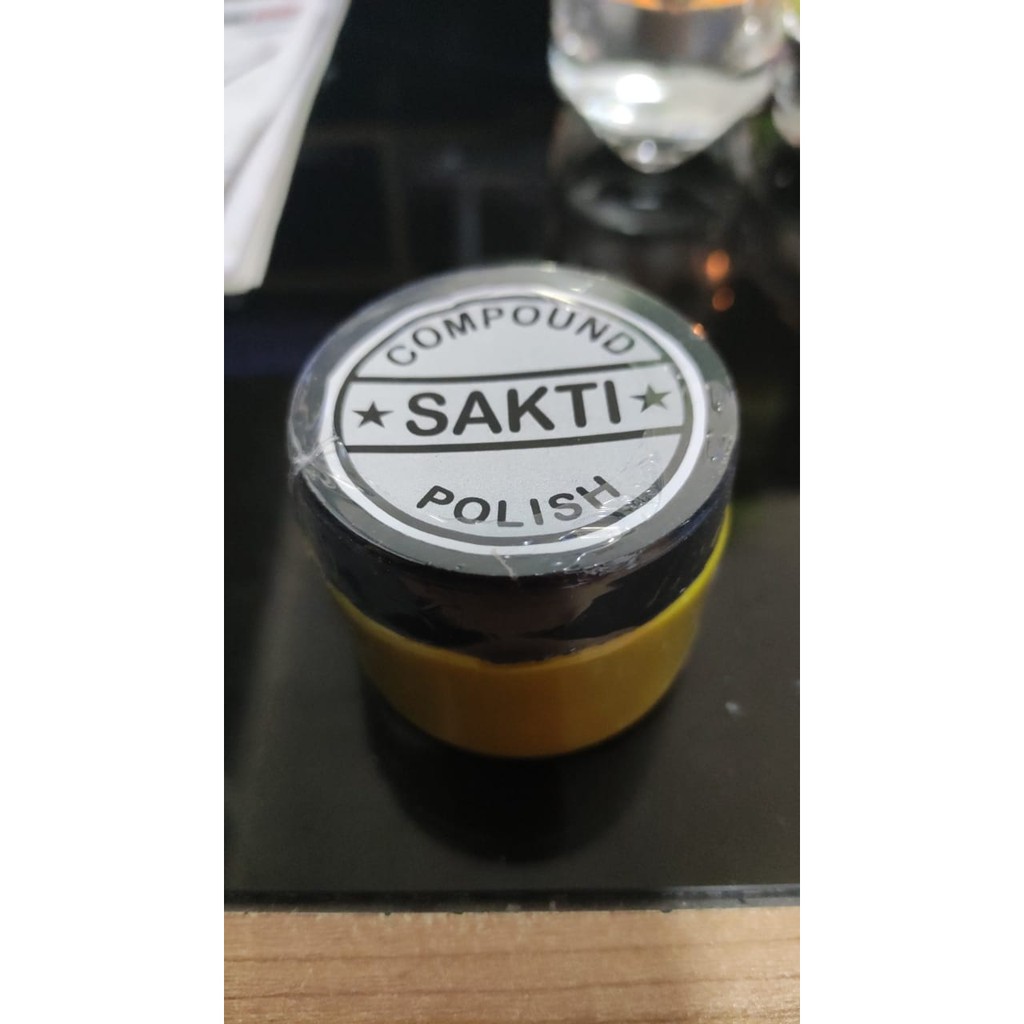 COMPOUND
★ SAKTI ★
POLISH